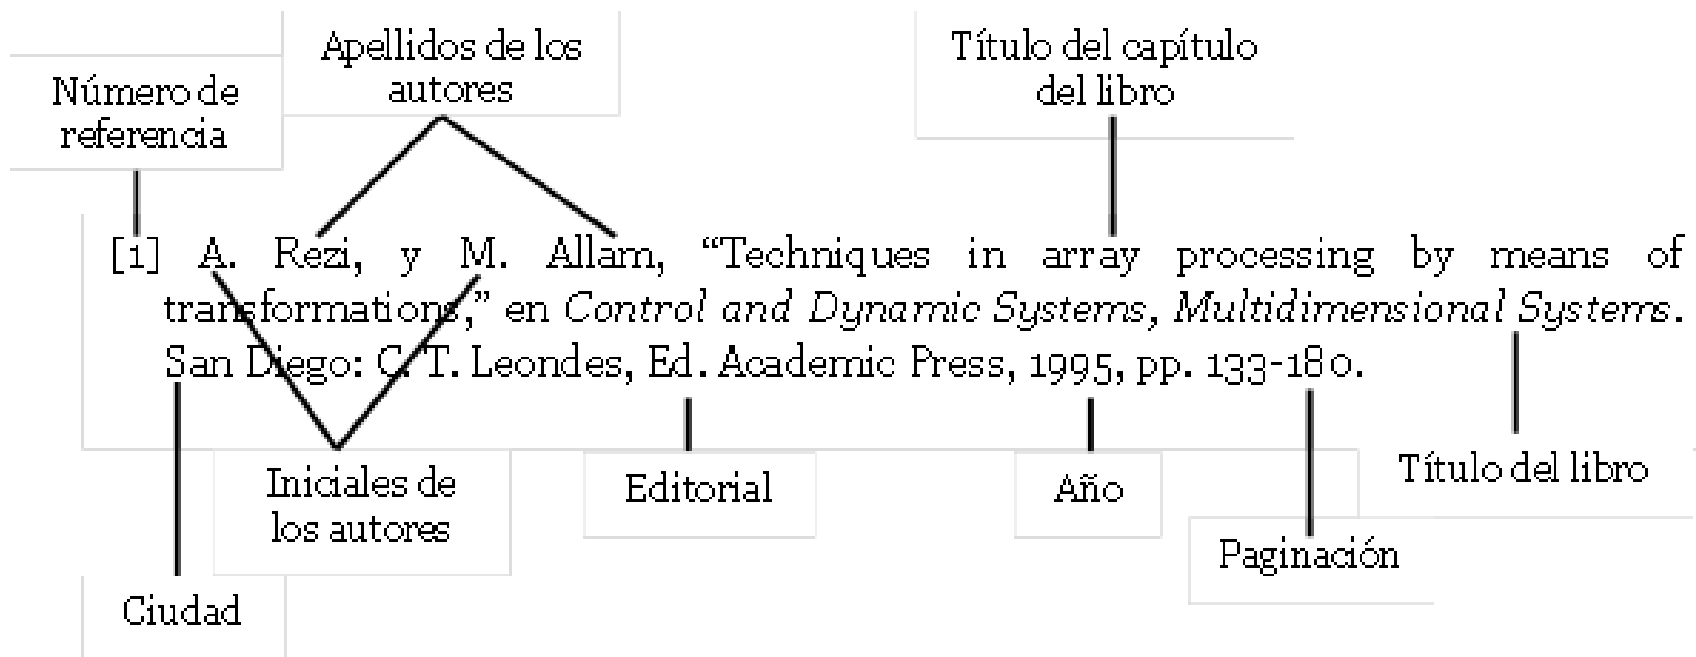 Apellidos de los
autores
Título del capítulo
del libro
Número de
referencia
[1] A. Rezi, y M. Allam, “Techniques in array processing by means of
transformations,” en Control and Dynamic Systems, Multidimensional Systems.
San Diego: C. T. Leondes, Ed. Academic Press, 1995, pp. 133-180.
Iniciales de
los autores
Editorial
Año
Título del libro
Paginación
Ciudad